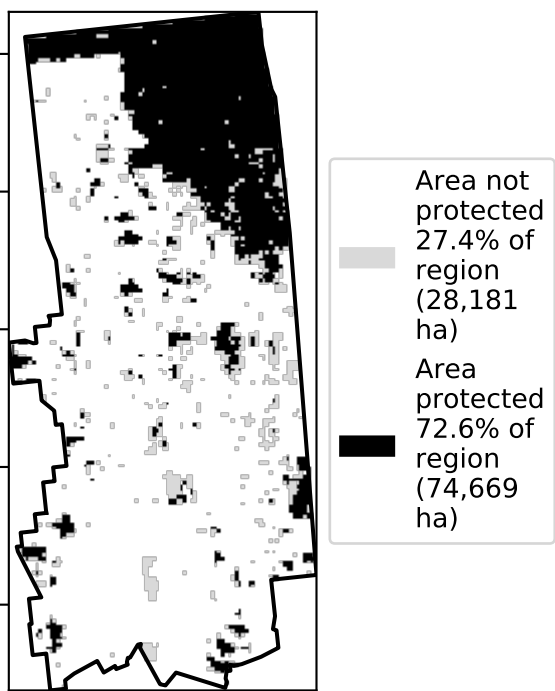 Area not
protected
27.4% of
region
(28,181
ha)
Area
protected
72.6% of
region
(74,669
ha)